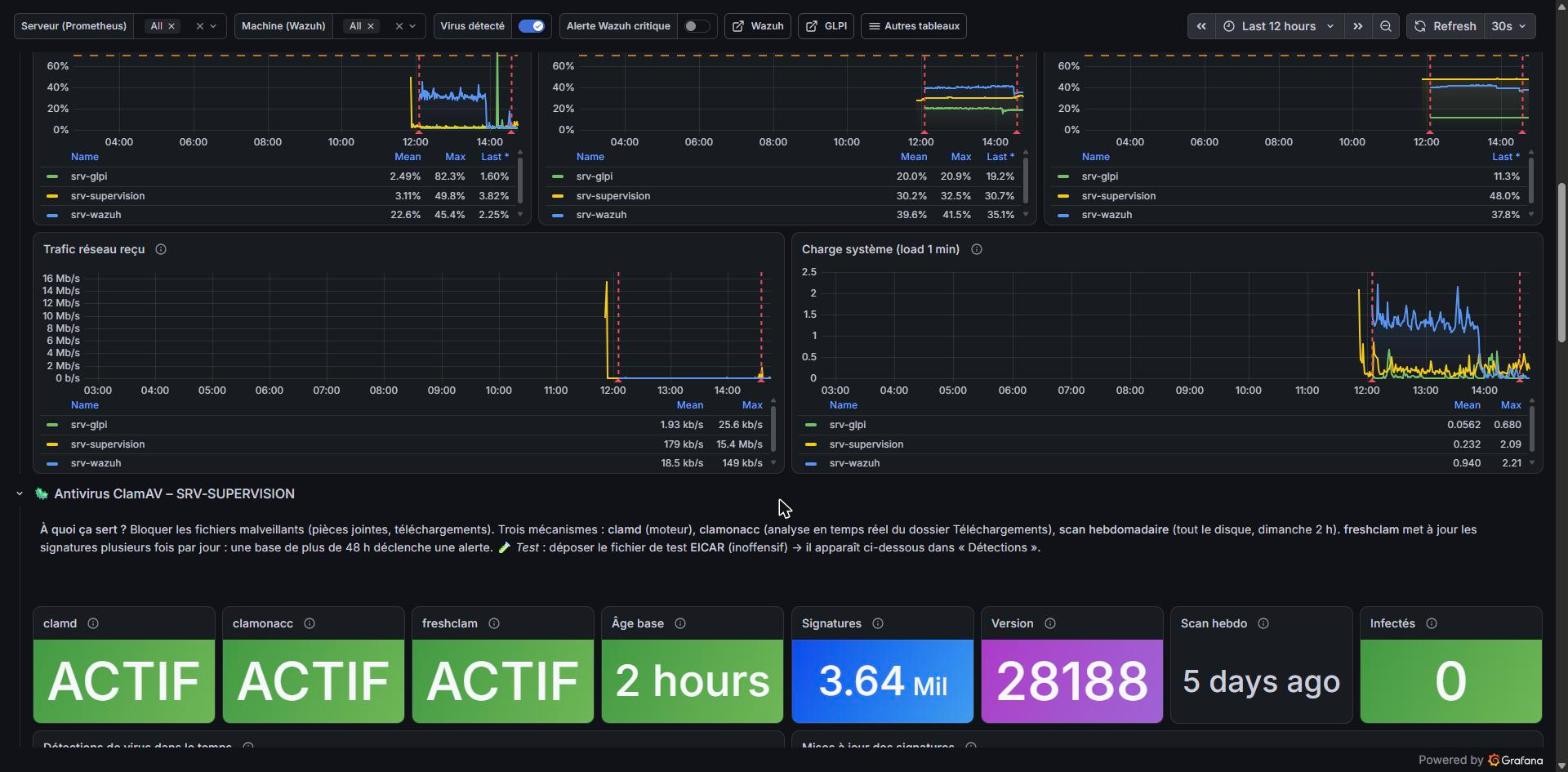 Serveur (Prometheus) All Machine (Wazuh) All Virus détecté Alerte Wazuh critique Wazuh GLPI Autres tableaux Last 12 hours Refresh 30s
60%
40%
20%
0%
04:00 06:00 08:00 10:00 12:00 14:00
Name Mean Max Last *
srv-glpi 2.49% 82.3% 1.60%
srv-supervision 3.11% 49.8% 3.82%
srv-wazuh 22.6% 45.4% 2.25%
60%
40%
20%
0%
04:00 06:00 08:00 10:00 12:00 14:00
Name Mean Max Last *
srv-glpi 20.0% 20.9% 19.2%
srv-supervision 30.2% 32.5% 30.7%
srv-wazuh 39.6% 41.5% 35.1%
60%
40%
20%
0%
04:00 06:00 08:00 10:00 12:00 14:00
Name Last *
srv-glpi 11.3%
srv-supervision 48.0%
srv-wazuh 37.8%
Trafic réseau reçu
16 Mb/s
14 Mb/s
12 Mb/s
10 Mb/s
8 Mb/s
6 Mb/s
4 Mb/s
2 Mb/s
0 b/s
03:00 04:00 05:00 06:00 07:00 08:00 09:00 10:00 11:00 12:00 13:00 14:00
Name Mean Max
srv-glpi 1.93 kb/s 25.6 kb/s
srv-supervision 179 kb/s 15.4 Mb/s
srv-wazuh 18.5 kb/s 149 kb/s
Charge système (load 1 min)
2.5
2
1.5
1
0.5
0
03:00 04:00 05:00 06:00 07:00 08:00 09:00 10:00 11:00 12:00 13:00 14:00
Name Mean Max
srv-glpi 0.0562 0.680
srv-supervision 0.232 2.09
srv-wazuh 0.940 2.21
Antivirus ClamAV – SRV-SUPERVISION
À quoi ça sert ? Bloquer les fichiers malveillants (pièces jointes, téléchargements). Trois mécanismes : clamd (moteur), clamonacc (analyse en temps réel du dossier Téléchargements), scan hebdomadaire (tout le disque, dimanche 2 h). freshclam met à jour les
signatures plusieurs fois par jour : une base de plus de 48 h déclenche une alerte. Test : déposer le fichier de test EICAR (inoffensif) → il apparaît ci-dessous dans « Détections ».
clamd
ACTIF
clamonacc
ACTIF
freshclam
ACTIF
Âge base
2 hours
Signatures
3.64 Mil
Version
28188
Scan hebdo
5 days ago
Infectés
0
Détections de virus dans le temps
Mises à jour des signatures
Powered by Grafana